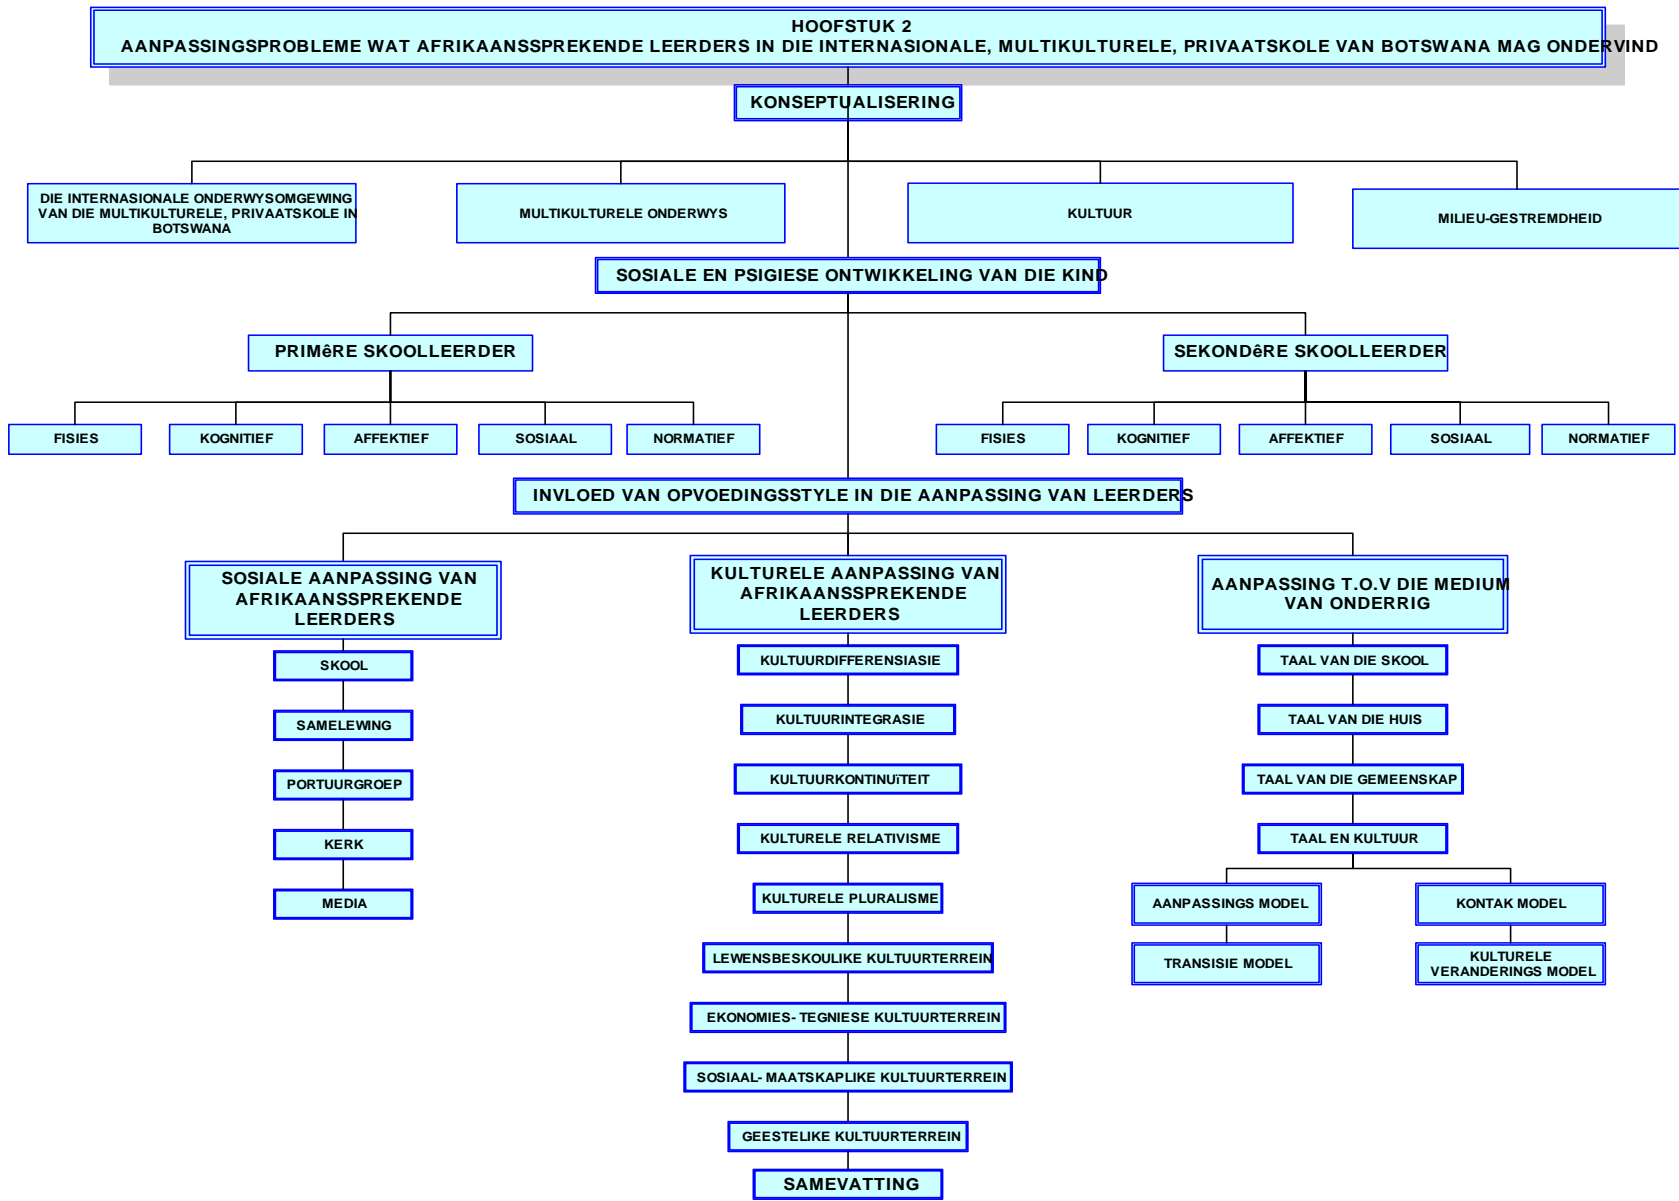 HOOFSTUK 2
AANPASSINGSPROBLEME WAT AFRIKAANSSPREKENDE LEERDERS IN DIE INTERNASIONALE, MULTIKULTURELE, PRIVAATSKOLE VAN BOTSWANA MAG ONDERVIND
KONSEPTUALISERING
DIE INTERNASIONALE ONDERWYSOMGEWING
VAN DIE MULTIKULTURELE, PRIVAATSKOLE IN
BOTSWANA
MULTIKULTURELE ONDERWYS
KULTUUR
MILIEU-GESTREMDHEID
SOSIALE EN PSIGIESE ONTWIKKELING VAN DIE KIND
PRIMêRE SKOOLLEERDER
SEKONDêRE SKOOLLEERDER
FISIES
KOGNITIEF
AFFEKTIEF
SOSIAAL
NORMATIEF
FISIES
KOGNITIEF
AFFEKTIEF
SOSIAAL
NORMATIEF
INVLOED VAN OPVOEDINGSSTYLE IN DIE AANPASSING VAN LEERDERS
SOSIALE AANPASSING VAN
AFRIKAANSSPREKENDE
LEERDERS
SKOOL
SAMELEWING
PORTUURGROEP
KERK
MEDIA
KULTURELE AANPASSING VAN
AFRIKAANSSPREKENDE
LEERDERS
KULTUURDIFFERENSIASIE
KULTUURINTEGRASIE
KULTUURKONTINUïTEIT
KULTURELE RELATIVISME
KULTURELE PLURALISME
LEWENSBESKOULIKE KULTUURTERREIN
EKONOMIES- TEGNIESE KULTUURTERREIN
SOSIAAL- MAATSKAPLIKE KULTUURTERREIN
GEESTELIKE KULTUURTERREIN
SAMEVATTING
AANPASSING T.O.V DIE MEDIUM
VAN ONDERRIG
TAAL VAN DIE SKOOL
TAAL VAN DIE HUIS
TAAL VAN DIE GEMEENSKAP
TAAL EN KULTUUR
AANPASSINGS MODEL
KONTAK MODEL
TRANSISIE MODEL
KULTURELE
VERANDERINGS MODEL